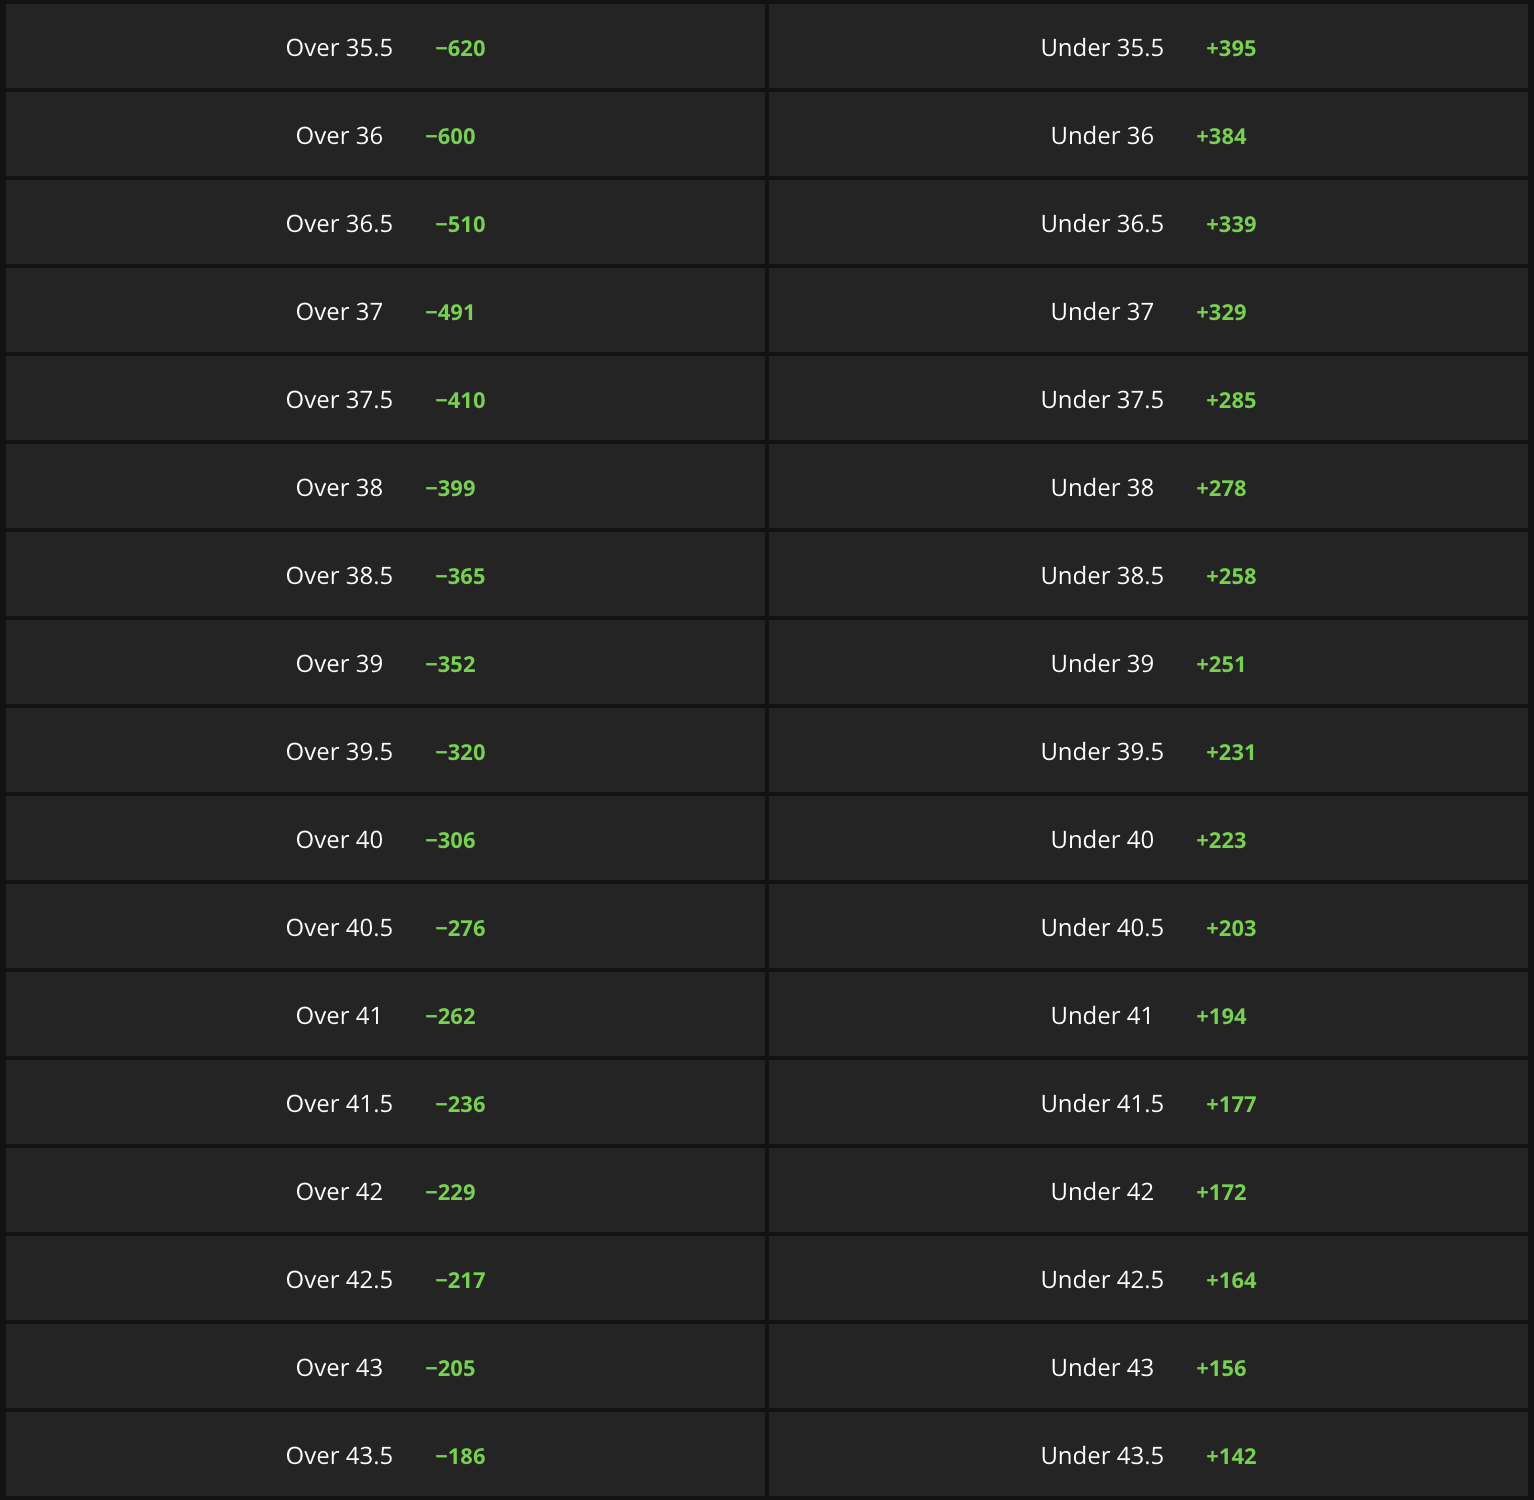 Over 35.5 −620 Under 35.5 +395
Over 36 −600 Under 36 +384
Over 36.5 −510 Under 36.5 +339
Over 37 −491 Under 37 +329
Over 37.5 −410 Under 37.5 +285
Over 38 −399 Under 38 +278
Over 38.5 −365 Under 38.5 +258
Over 39 −352 Under 39 +251
Over 39.5 −320 Under 39.5 +231
Over 40 −306 Under 40 +223
Over 40.5 −276 Under 40.5 +203
Over 41 −262 Under 41 +194
Over 41.5 −236 Under 41.5 +177
Over 42 −229 Under 42 +172
Over 42.5 −217 Under 42.5 +164
Over 43 −205 Under 43 +156
Over 43.5 −186 Under 43.5 +142